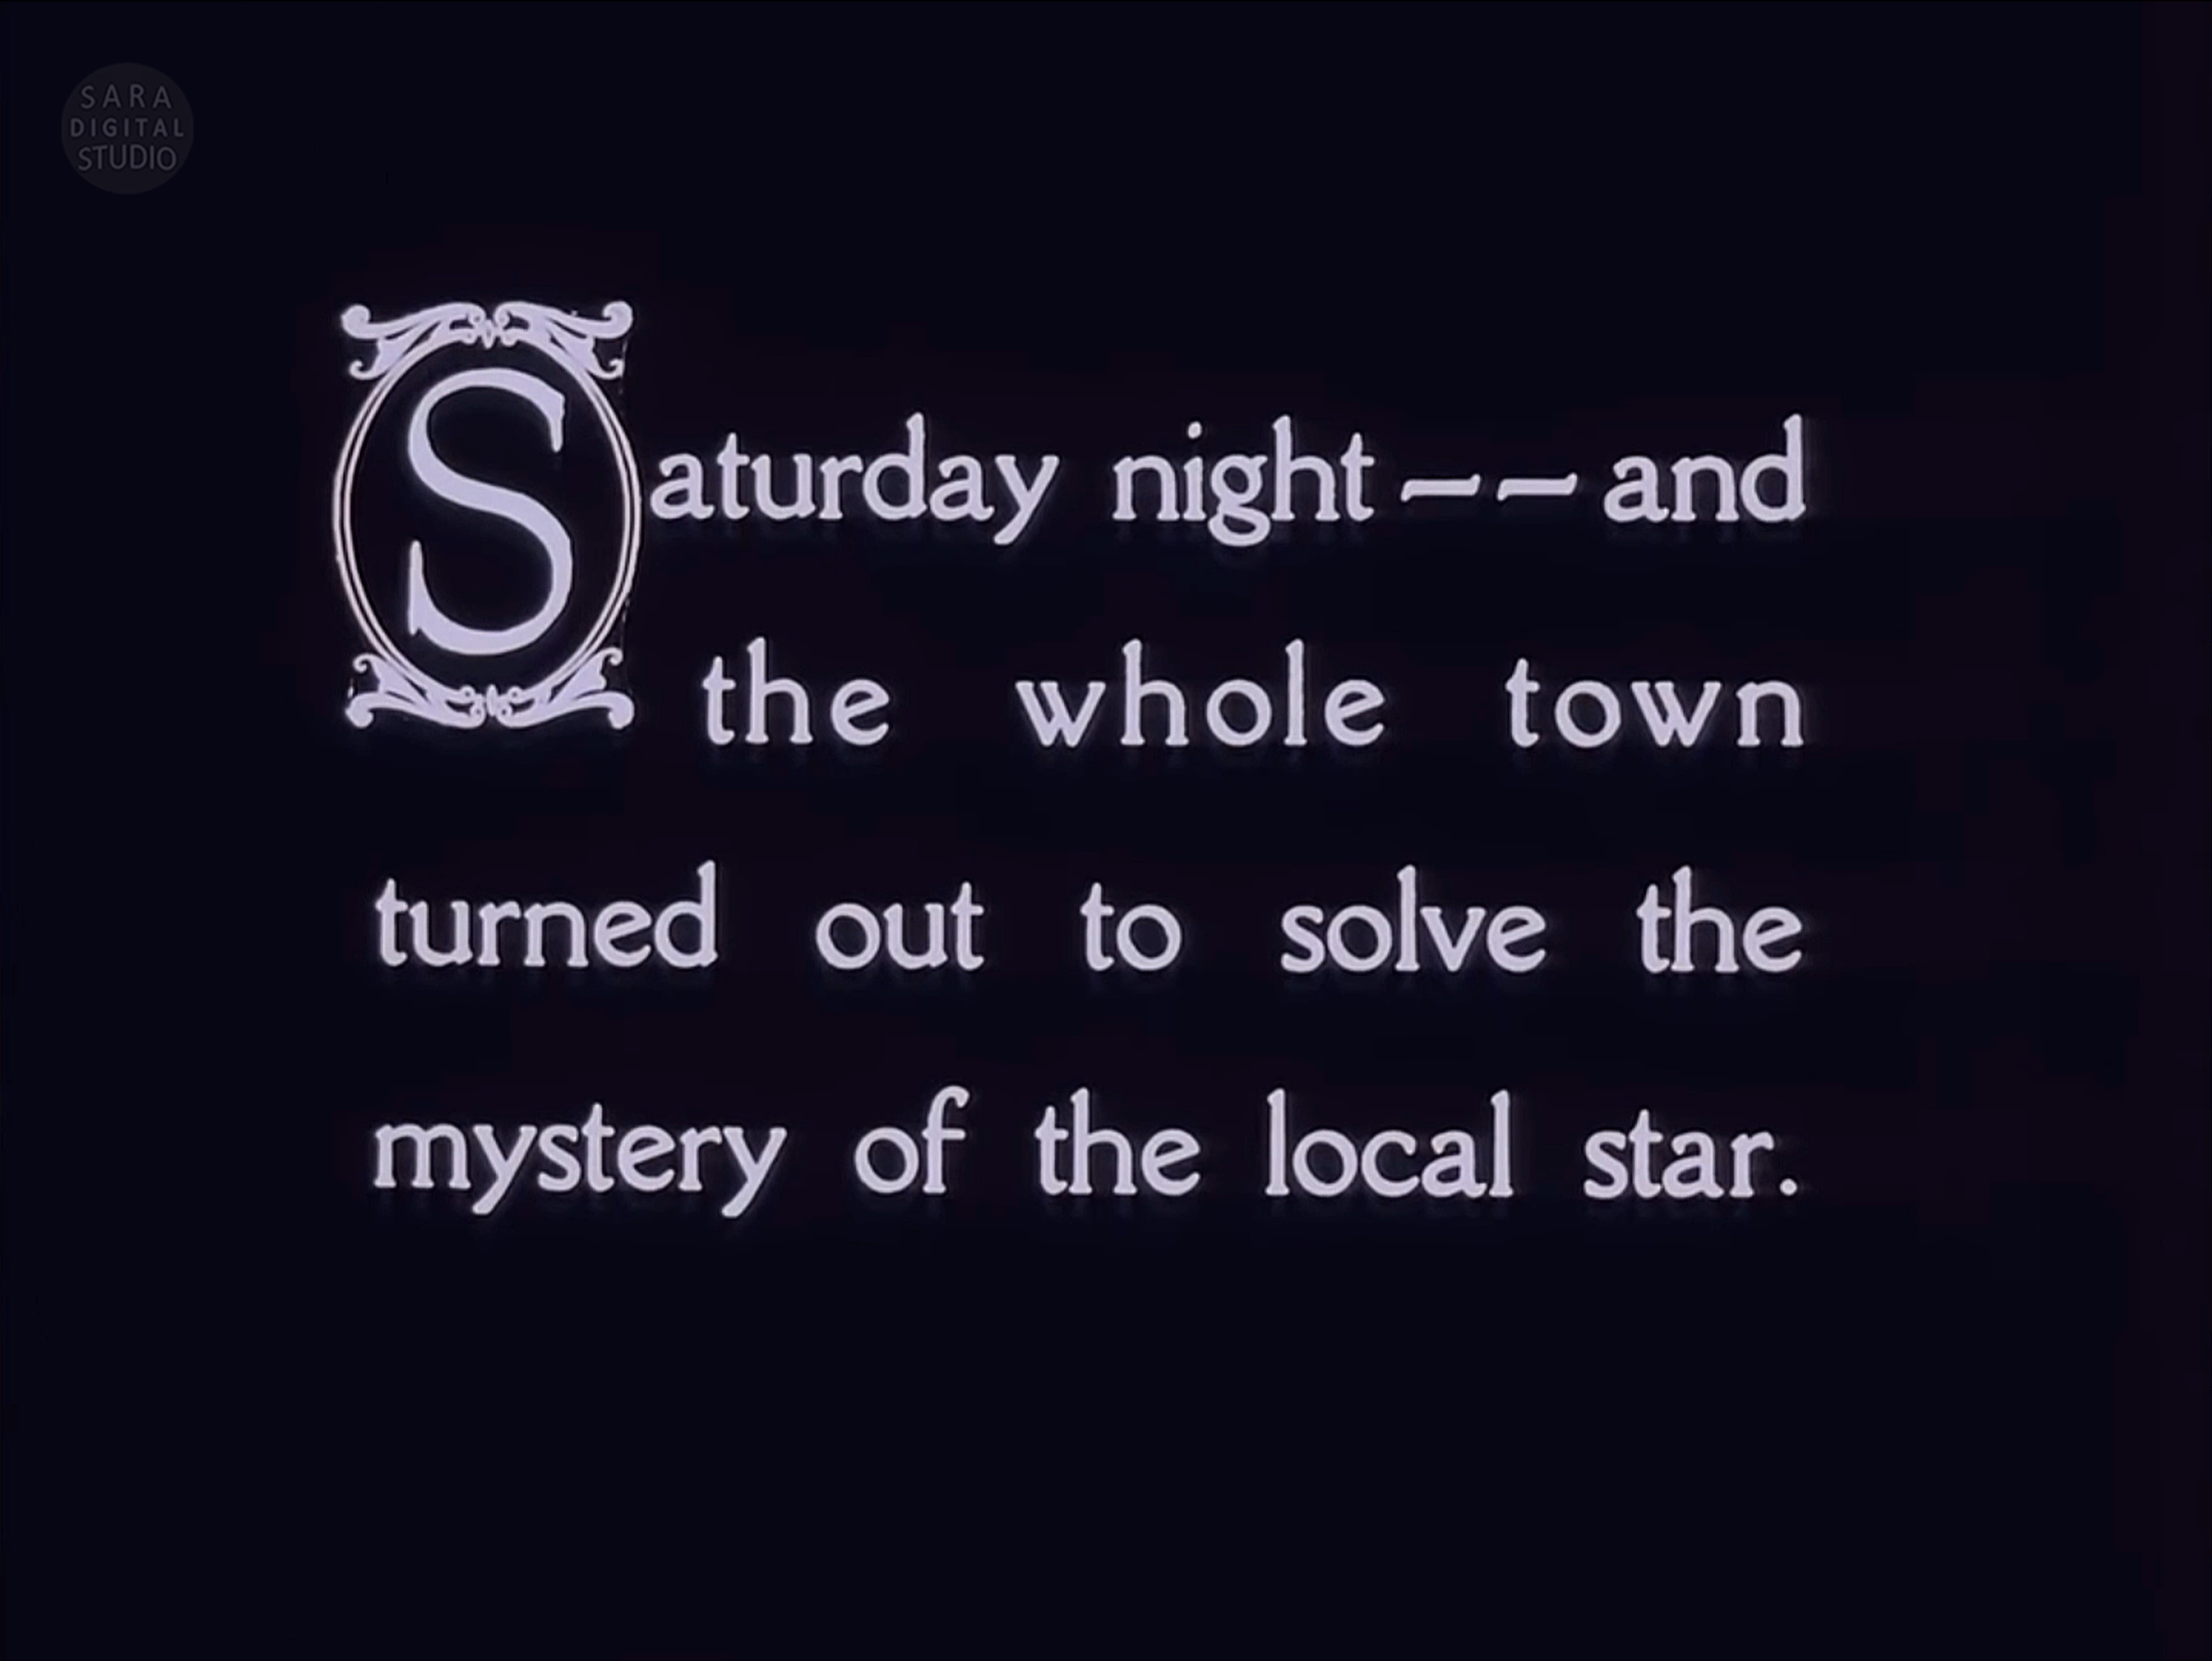 SARA
DIGITAL
STUDIO
Saturday night -- and
the whole town
turned out to solve the
mystery of the local star.